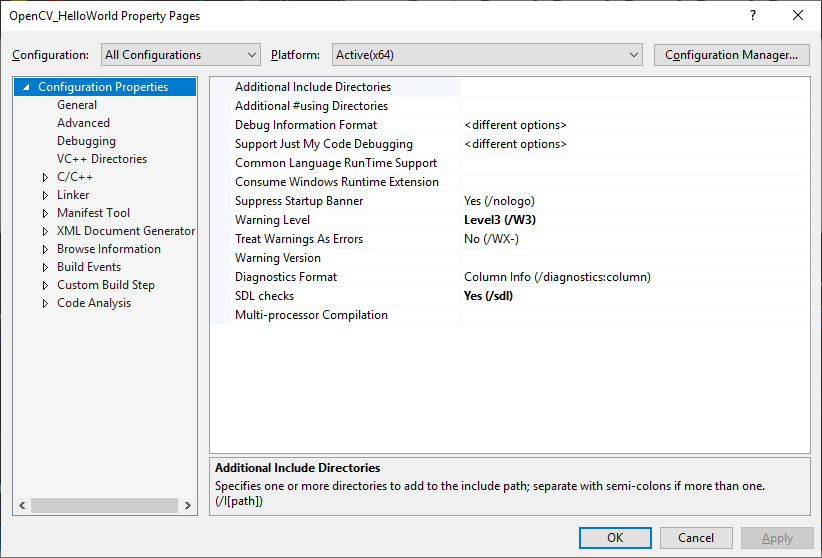 OpenCV_HelloWorld Property Pages
Configuration: All Configurations Platform: Active(x64) Configuration Manager...
Configuration Properties
General
Advanced
Debugging
VC++ Directories
C/C++
Linker
Manifest Tool
XML Document Generator
Browse Information
Build Events
Custom Build Step
Code Analysis
Additional Include Directories
Additional #using Directories
Debug Information Format <different options>
Support Just My Code Debugging <different options>
Common Language RunTime Support
Consume Windows Runtime Extension
Suppress Startup Banner Yes (/nologo)
Warning Level Level3 (/W3)
Treat Warnings As Errors No (/WX-)
Warning Version
Diagnostics Format Column Info (/diagnostics:column)
SDL checks Yes (/sdl)
Multi-processor Compilation
Additional Include Directories
Specifies one or more directories to add to the include path; separate with semi-colons if more than one.
(/I[path])
OK Cancel Apply